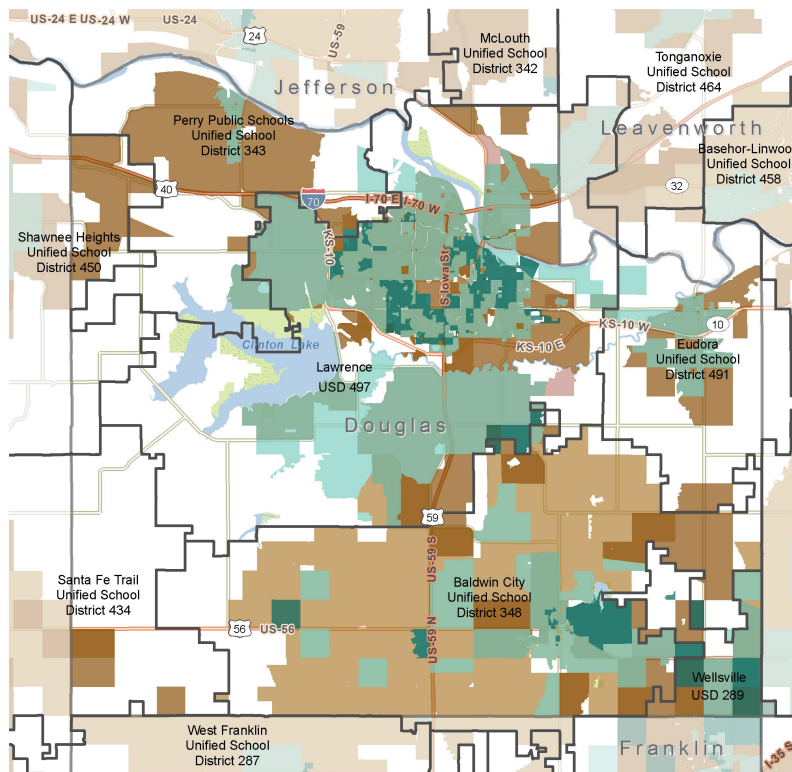 US-24 E US-24 W
US-24
24
US-59
McLouth
Unified School
District 342
Tonganoxie
Unified School
District 464
Jefferson
Perry Public Schools
Unified School
District 343
Leavenworth
Basehor-Linwoo
Unified School
District 458
40
32
70
I-70 E
I-70 W
Shawnee Heights
Unified School
District 450
KS-10
S Iowa St
KS-10 W
10
KS-10 E
Clinton Lake
Eudora
Unified School
District 491
Lawrence
USD 497
Douglas
59
US-59 S
Santa Fe Trail
Unified School
District 434
Baldwin City
Unified School
District 348
56
US-56
US-59 N
Wellsville
USD 289
West Franklin
Unified School
District 287
Franklin
I-35 S